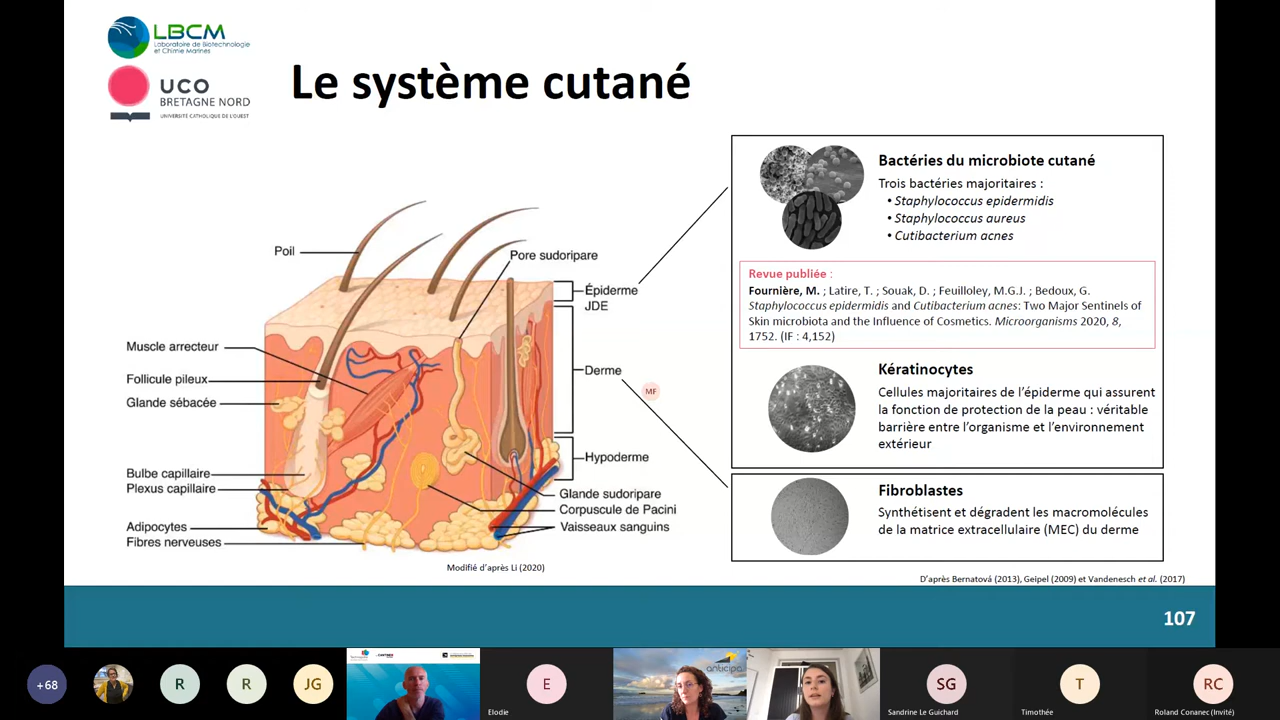 LBCM
Laboratoire de Biotechnologie
et Chimie Marines
UCO
BRETAGNE NORD
UNIVERSITÉ CATHOLIQUE DE L'OUEST
Le système cutané
Poil
Pore sudoripare
Épiderme
JDE
Muscle arrecteur
Follicule pileux
Glande sébacée
Derme
MF
Bulbe capillaire
Plexus capillaire
Hypoderme
Glande sudoripare
Corpuscule de Pacini
Vaisseaux sanguins
Adipocytes
Fibres nerveuses
Modifié d'après Li (2020)
Bactéries du microbiote cutané
Trois bactéries majoritaires :
• Staphylococcus epidermidis
• Staphylococcus aureus
• Cutibacterium acnes
Revue publiée :
Fournière, M. ; Latire, T. ; Souak, D. ; Feuilloley, M.G.J. ; Bedoux, G.
Staphylococcus epidermidis and Cutibacterium acnes: Two Major Sentinels of
Skin microbiota and the Influence of Cosmetics. Microorganisms 2020, 8,
1752. (IF : 4,152)
Kératinocytes
Cellules majoritaires de l'épiderme qui assurent
la fonction de protection de la peau : véritable
barrière entre l'organisme et l'environnement
extérieur
Fibroblastes
Synthétisent et dégradent les macromolécules
de la matrice extracellulaire (MEC) du derme
D'après Bernatová (2013), Geipel (2009) et Vandenesch et al. (2017)
107
+68
R
R
JG
E
Elodie
anticipa
SG
Sandrine Le Guichard
T
Timothée
RC
Roland Conanec (Invité)